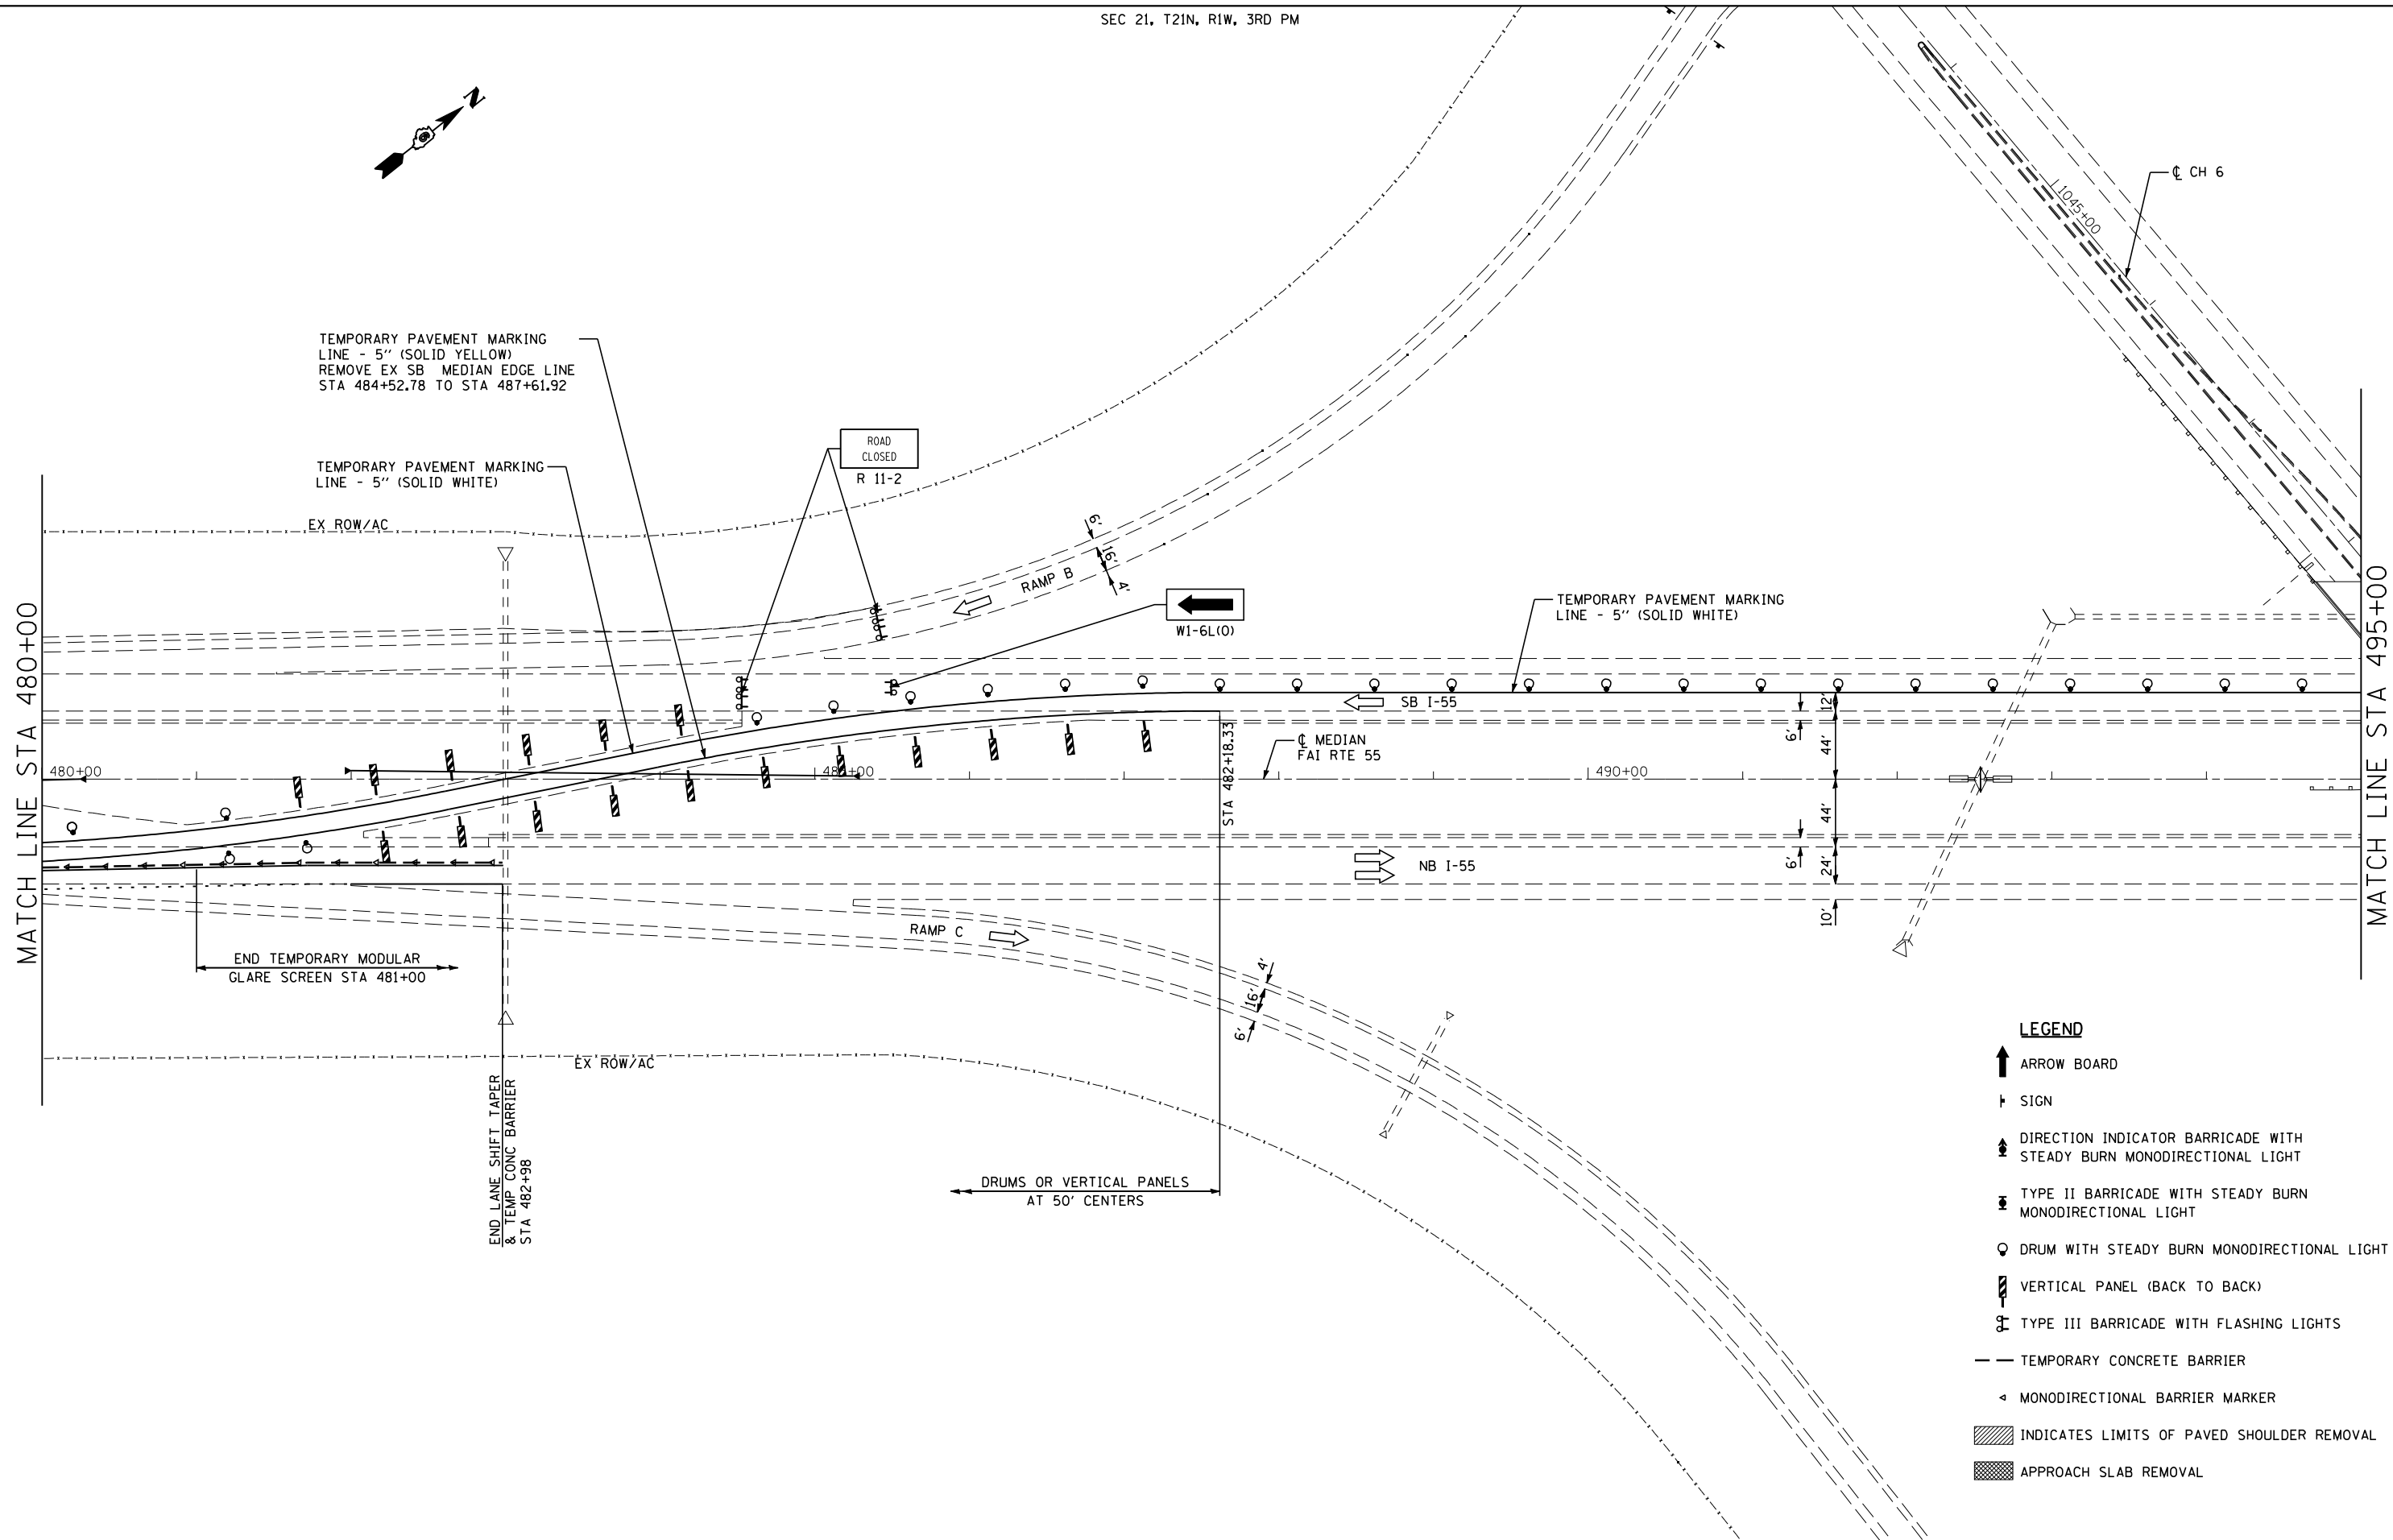 SEC 21, T21N, R1W, 3RD PM
N
℄ CH 6
1045+00
TEMPORARY PAVEMENT MARKING
LINE - 5" (SOLID YELLOW)
REMOVE EX SB MEDIAN EDGE LINE
STA 484+52.78 TO STA 487+61.92
ROAD
CLOSED
R 11-2
TEMPORARY PAVEMENT MARKING
LINE - 5" (SOLID WHITE)
EX ROW/AC
6'
16'
4'
RAMP B
W1-6L(O)
TEMPORARY PAVEMENT MARKING
LINE - 5" (SOLID WHITE)
MATCH LINE STA 480+00
MATCH LINE STA 495+00
SB I-55
12'
6'
44'
℄ MEDIAN
FAI RTE 55
480+00
490+00
STA 482+18.33
44'
6'
24'
10'
NB I-55
RAMP C
END TEMPORARY MODULAR
GLARE SCREEN STA 481+00
4'
16'
6'
EX ROW/AC
END LANE SHIFT TAPER
& TEMP CONC BARRIER
STA 482+98
DRUMS OR VERTICAL PANELS
AT 50' CENTERS
LEGEND
ARROW BOARD
SIGN
DIRECTION INDICATOR BARRICADE WITH
STEADY BURN MONODIRECTIONAL LIGHT
TYPE II BARRICADE WITH STEADY BURN
MONODIRECTIONAL LIGHT
DRUM WITH STEADY BURN MONODIRECTIONAL LIGHT
VERTICAL PANEL (BACK TO BACK)
TYPE III BARRICADE WITH FLASHING LIGHTS
TEMPORARY CONCRETE BARRIER
MONODIRECTIONAL BARRIER MARKER
INDICATES LIMITS OF PAVED SHOULDER REMOVAL
APPROACH SLAB REMOVAL